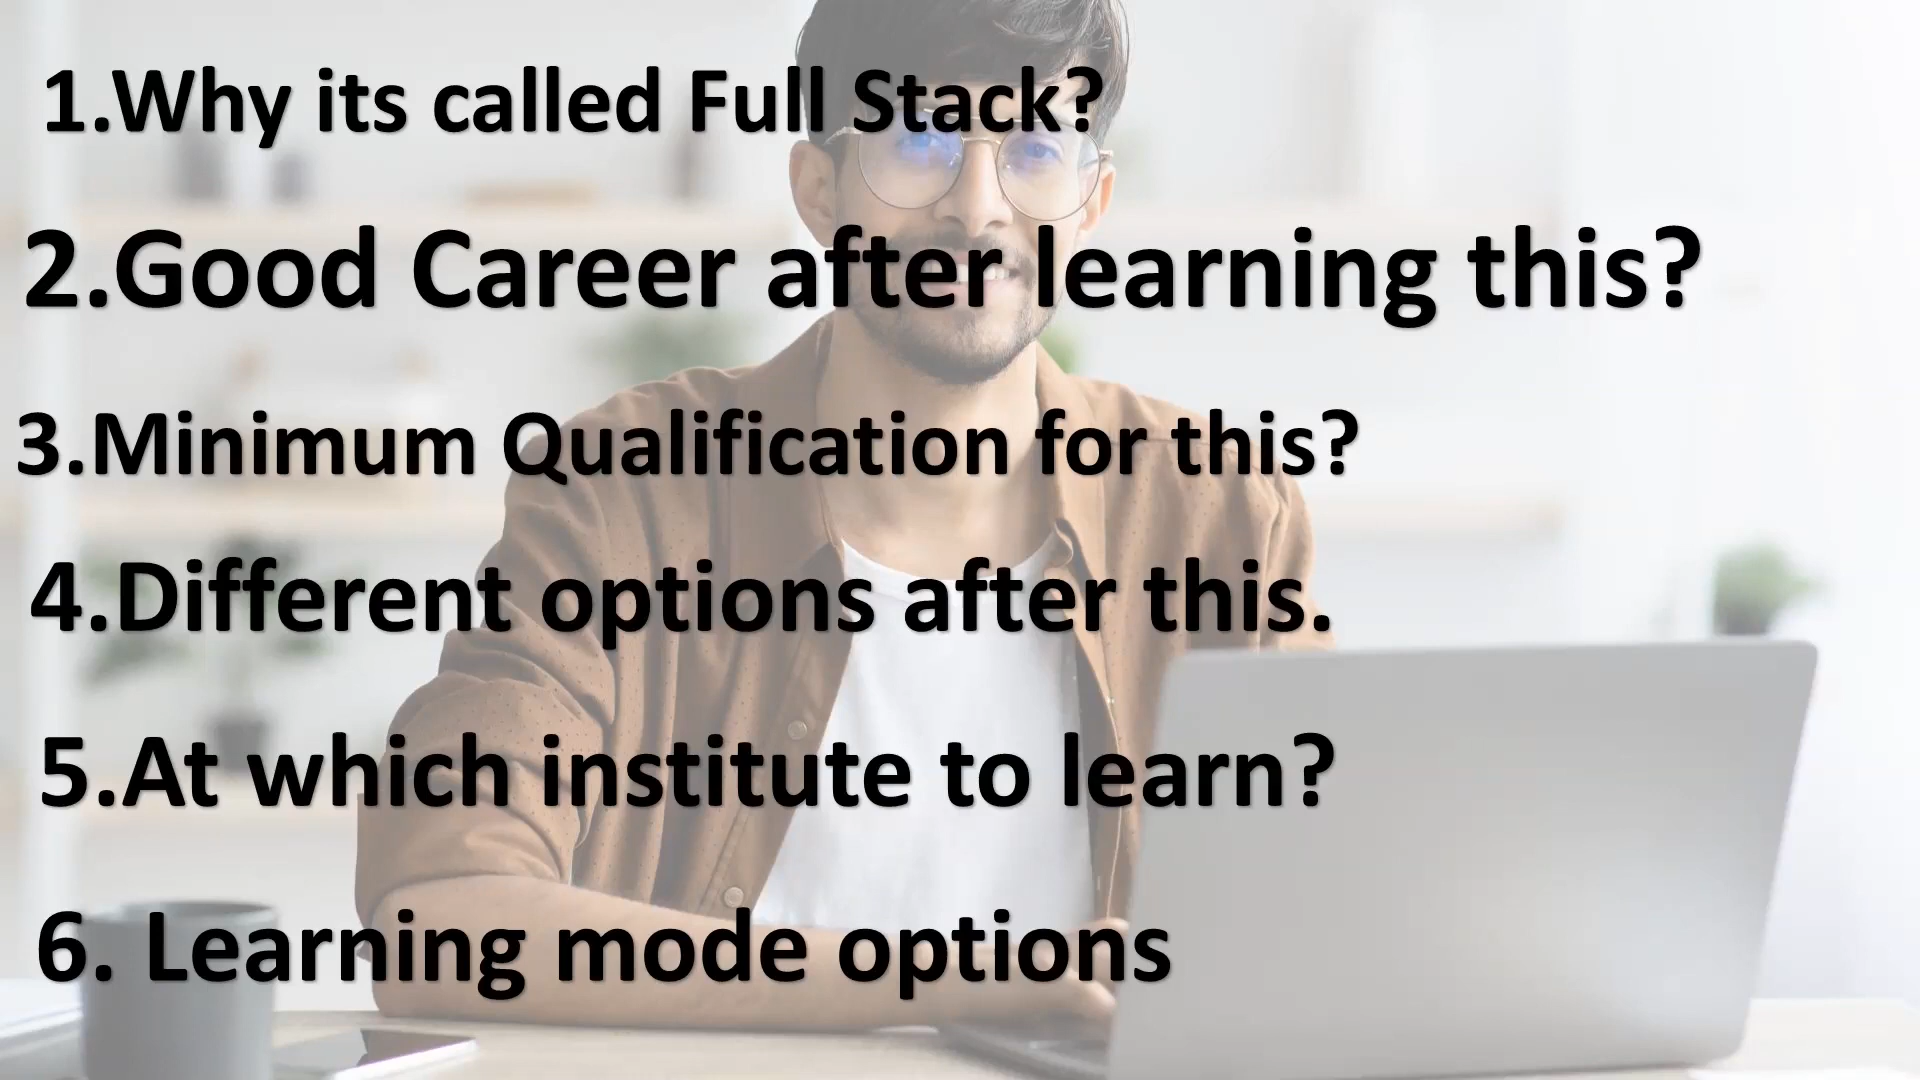 1.Why its called Full Stack?
2.Good Career after learning this?
3.Minimum Qualification for this?
4.Different options after this.
5.At which institute to learn?
6. Learning mode options